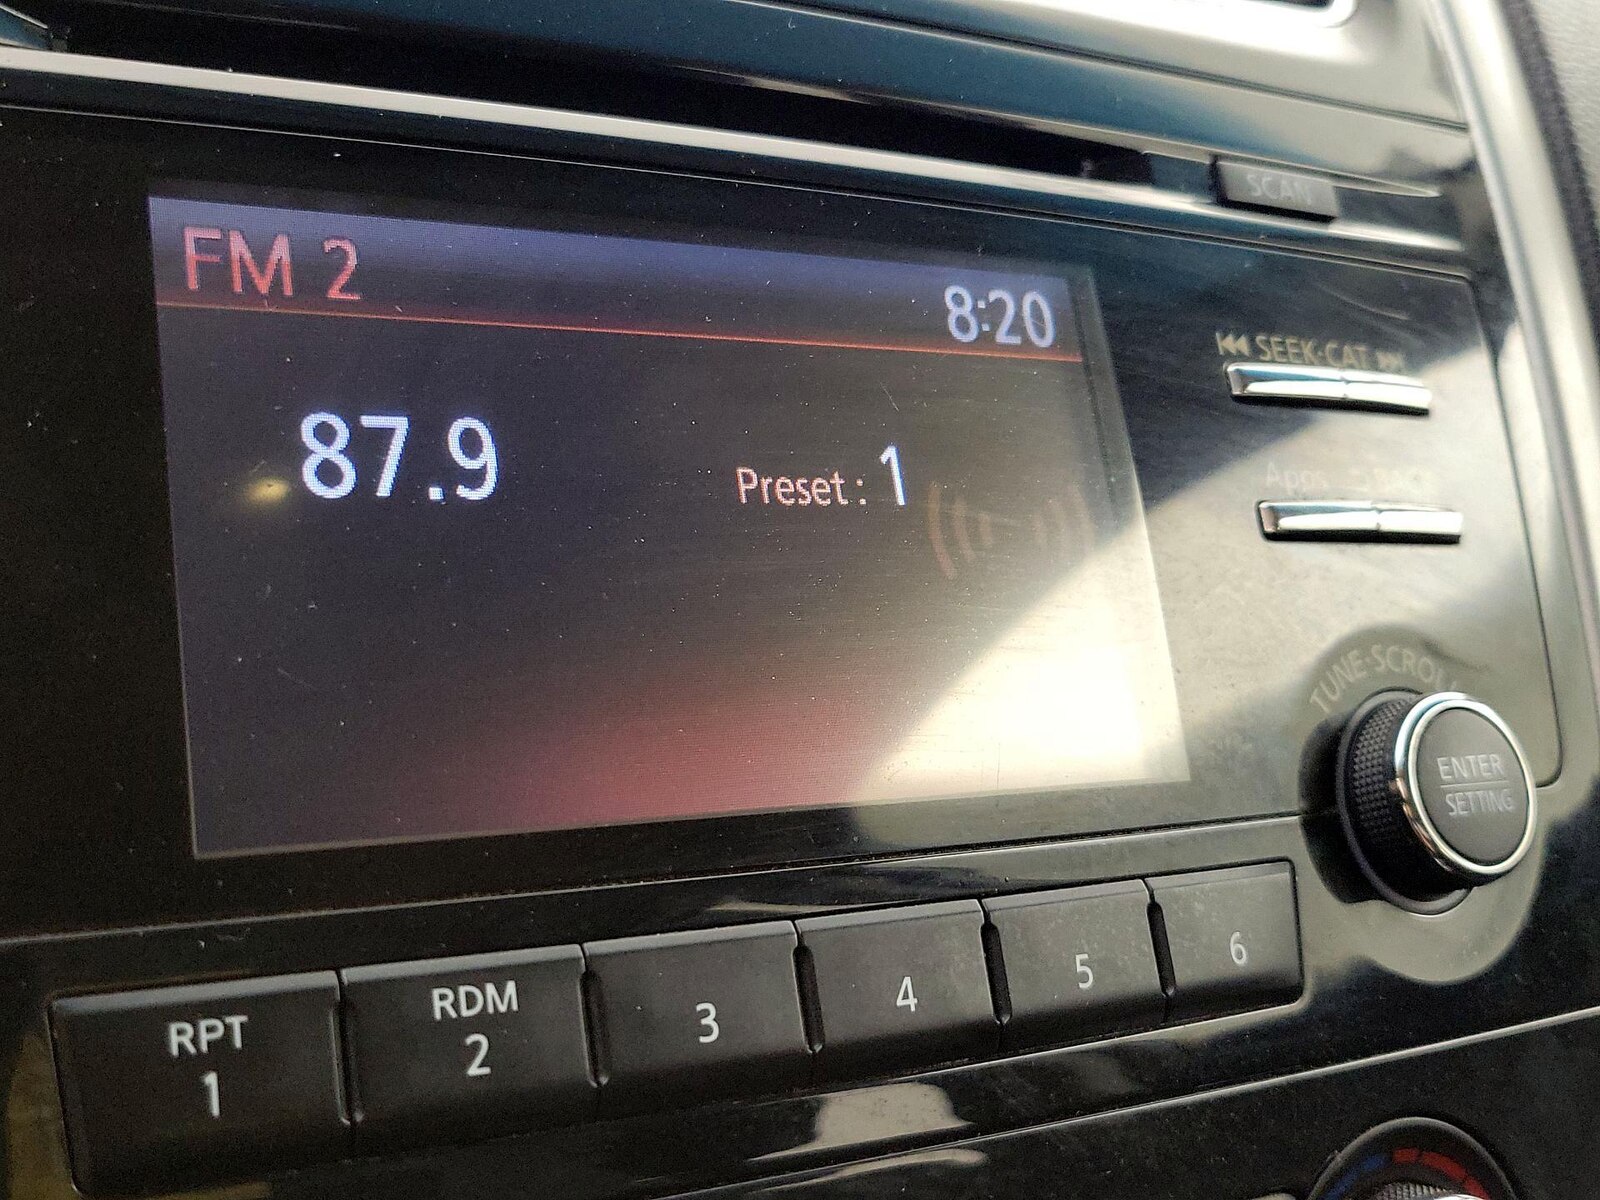 SCAN
FM 2
8:20
SEEK·CAT
87.9
Preset: 1
Apps
TUNE·SCROLL
ENTER
SETTING
RPT
1
RDM
2
3
4
5
6